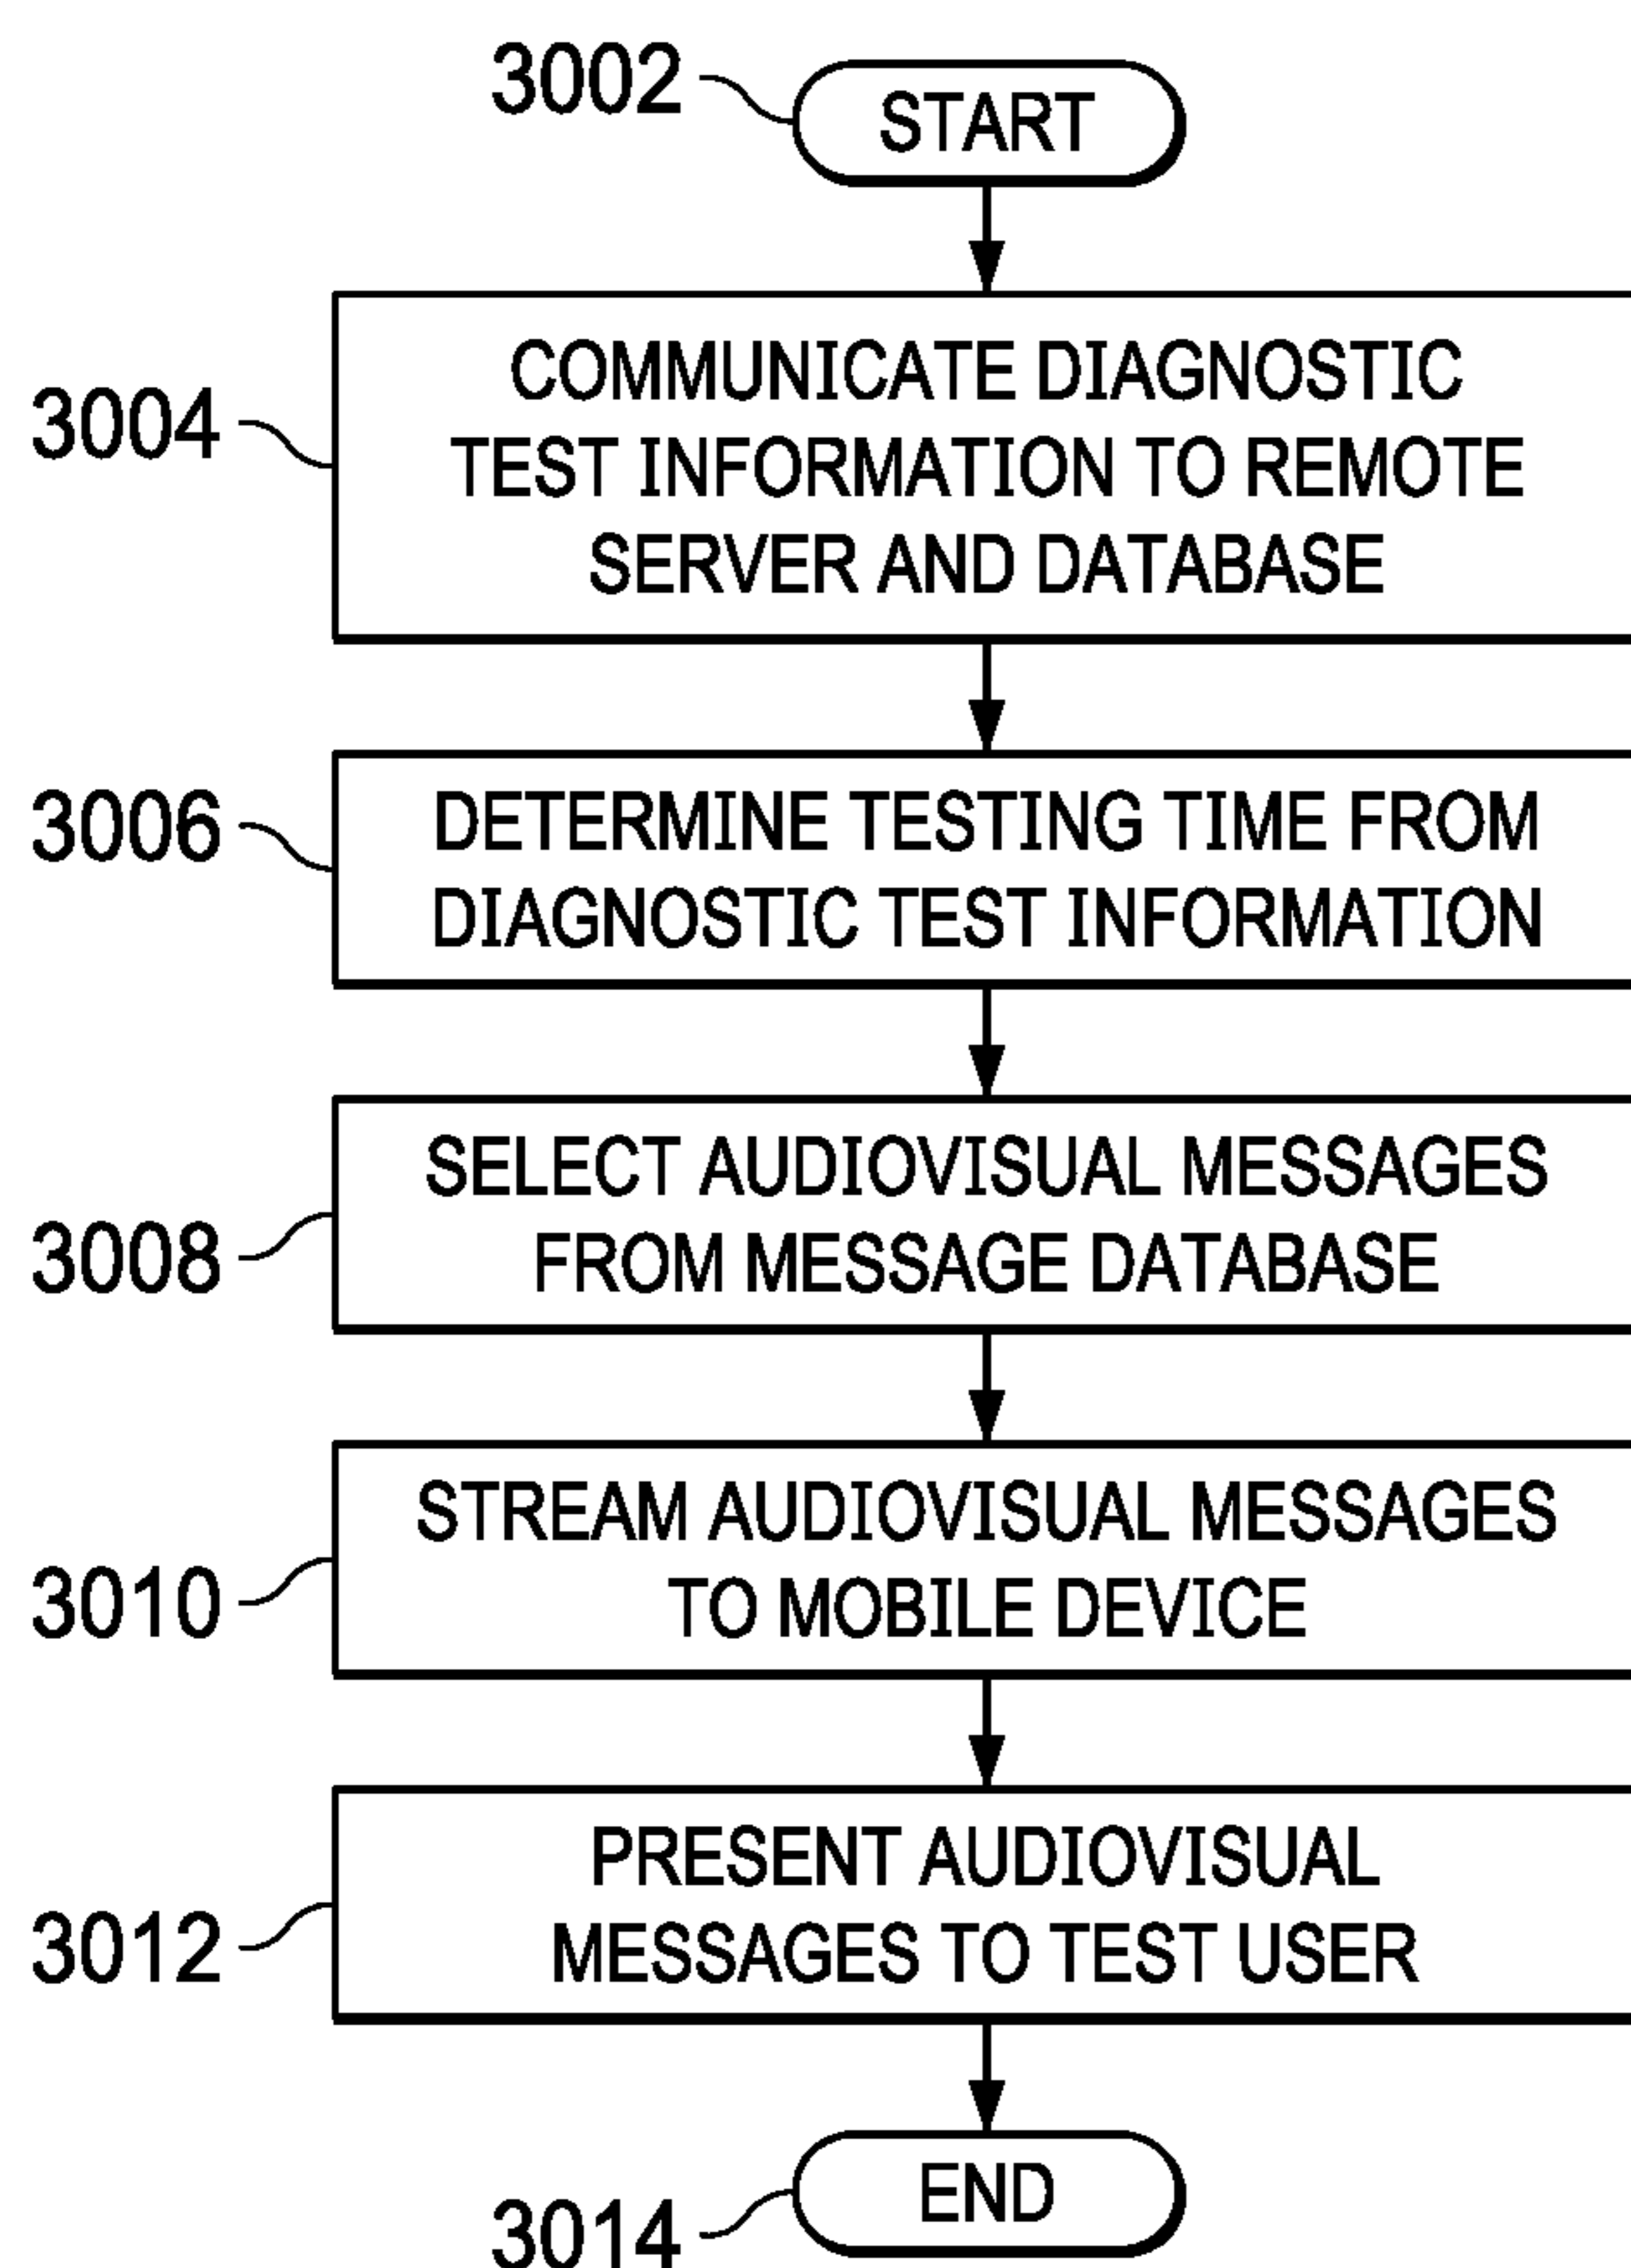 3002
START
3004
COMMUNICATE DIAGNOSTIC
TEST INFORMATION TO REMOTE
SERVER AND DATABASE
3006
DETERMINE TESTING TIME FROM
DIAGNOSTIC TEST INFORMATION
3008
SELECT AUDIOVISUAL MESSAGES
FROM MESSAGE DATABASE
3010
STREAM AUDIOVISUAL MESSAGES
TO MOBILE DEVICE
3012
PRESENT AUDIOVISUAL
MESSAGES TO TEST USER
3014
END